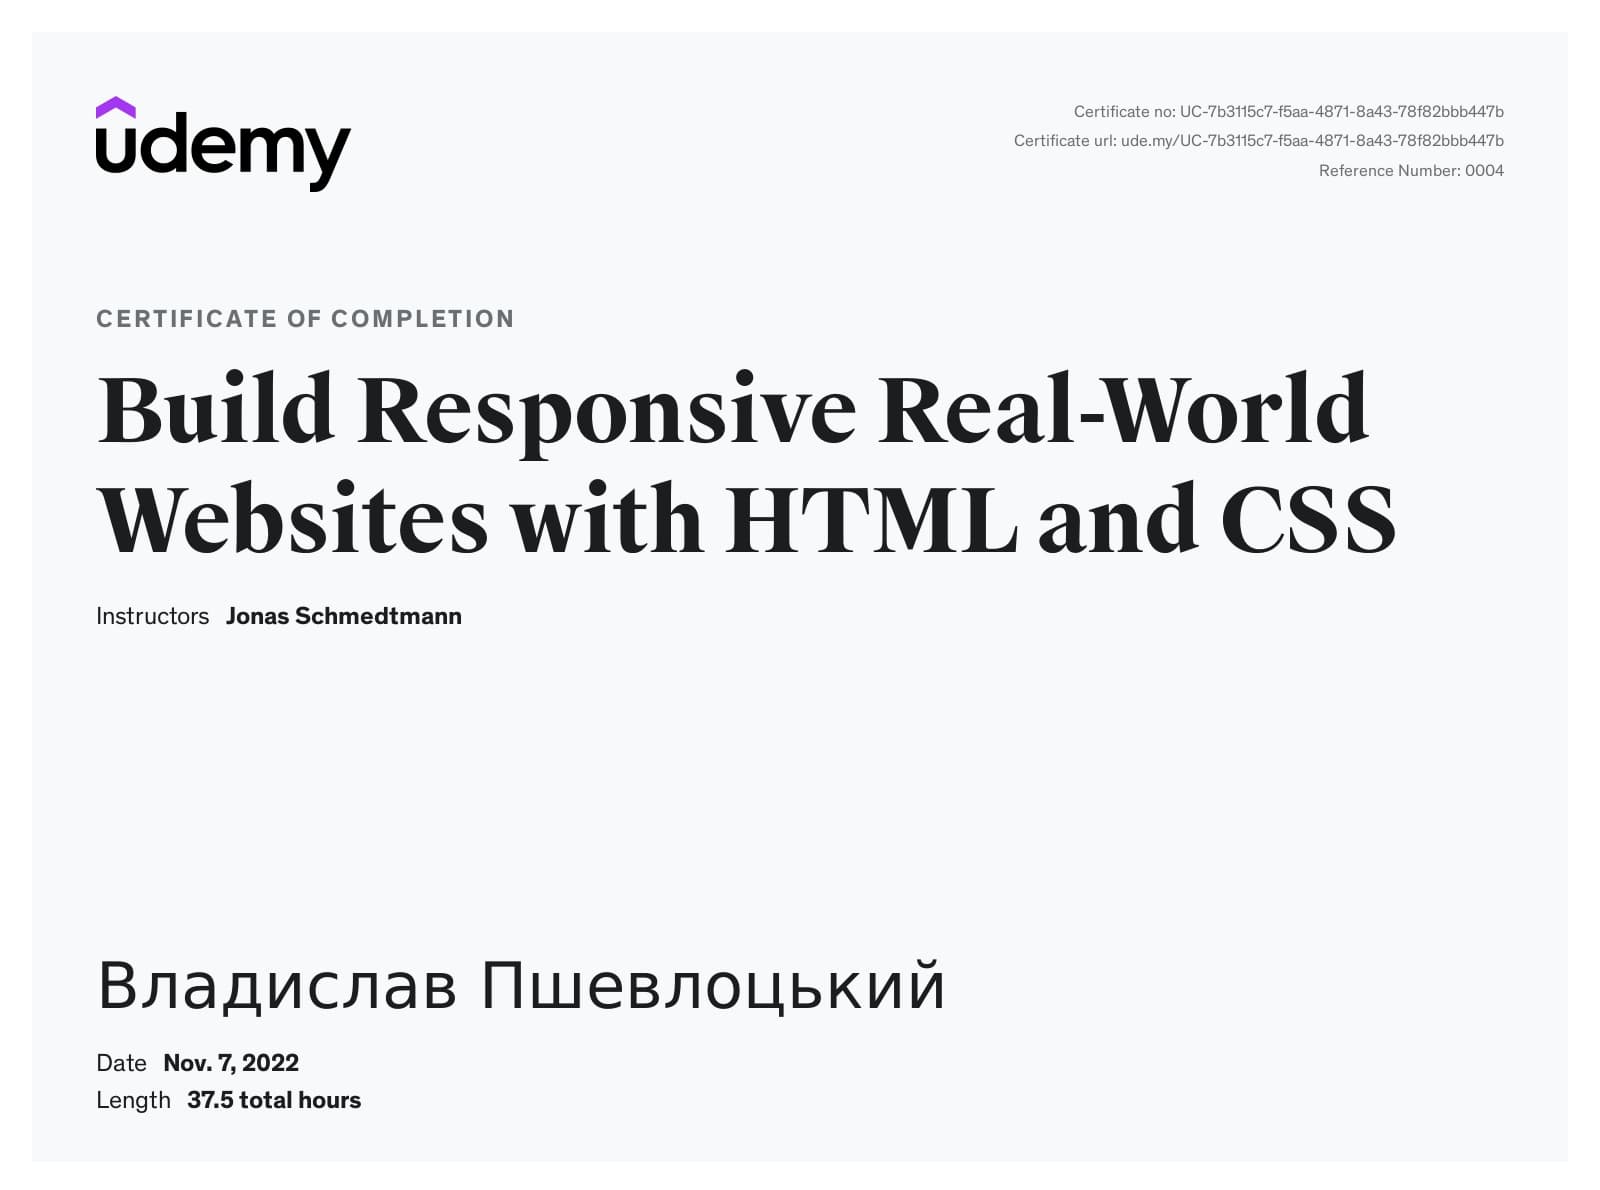 udemy
Certificate no: UC-7b3115c7-f5aa-4871-8a43-78f82bbb447b
Certificate url: ude.my/UC-7b3115c7-f5aa-4871-8a43-78f82bbb447b
Reference Number: 0004
CERTIFICATE OF COMPLETION
Build Responsive Real-World
Websites with HTML and CSS
Instructors Jonas Schmedtmann
Владислав Пшевлоцький
Date Nov. 7, 2022
Length 37.5 total hours